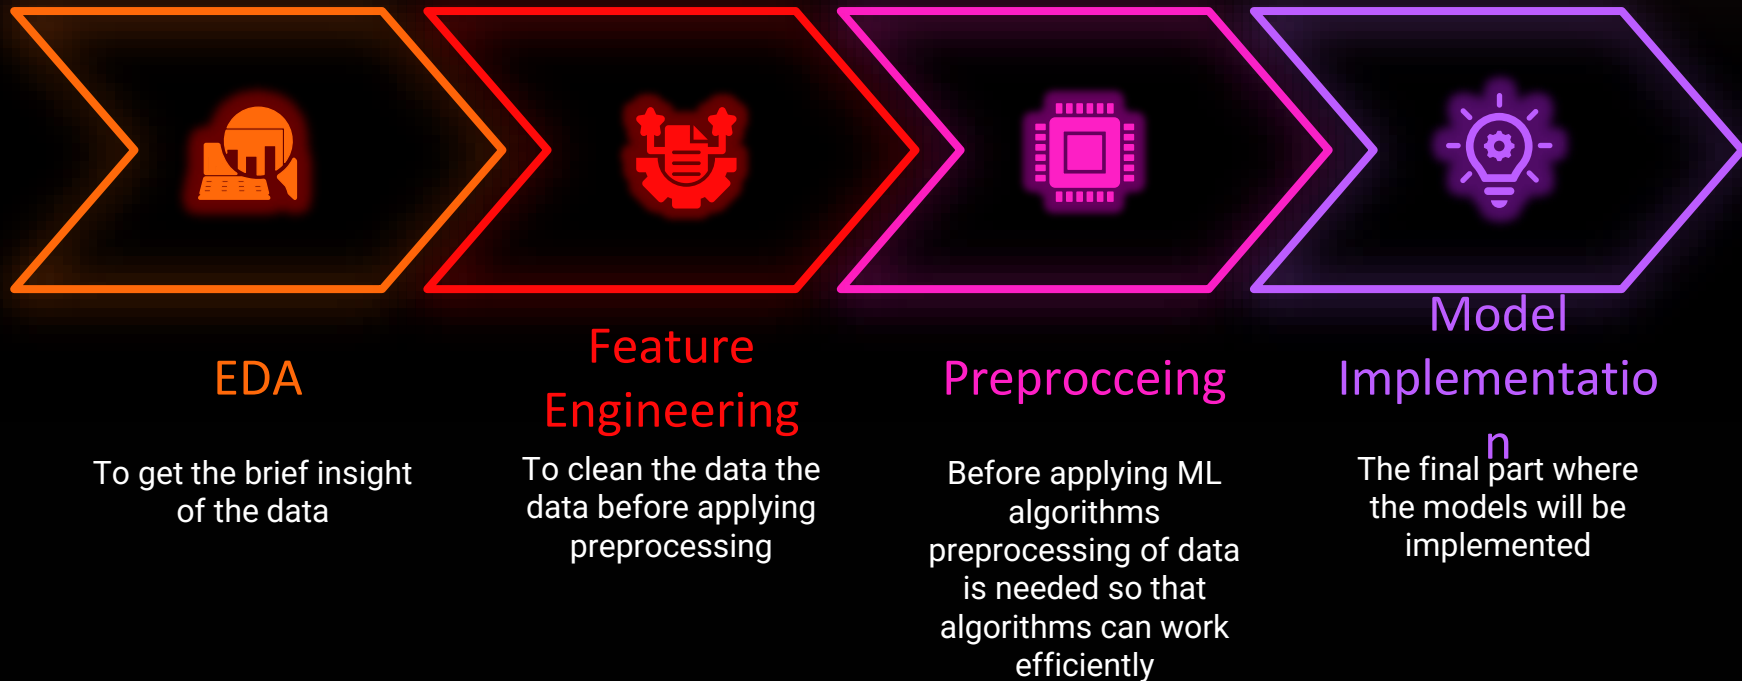 EDA
To get the brief insight
of the data
Feature
Engineering
To clean the data the
data before applying
preprocessing
Preprocceing
Before applying ML
algorithms
preprocessing of data
is needed so that
algorithms can work
efficiently
Model
Implementatio
n
The final part where
the models will be
implemented